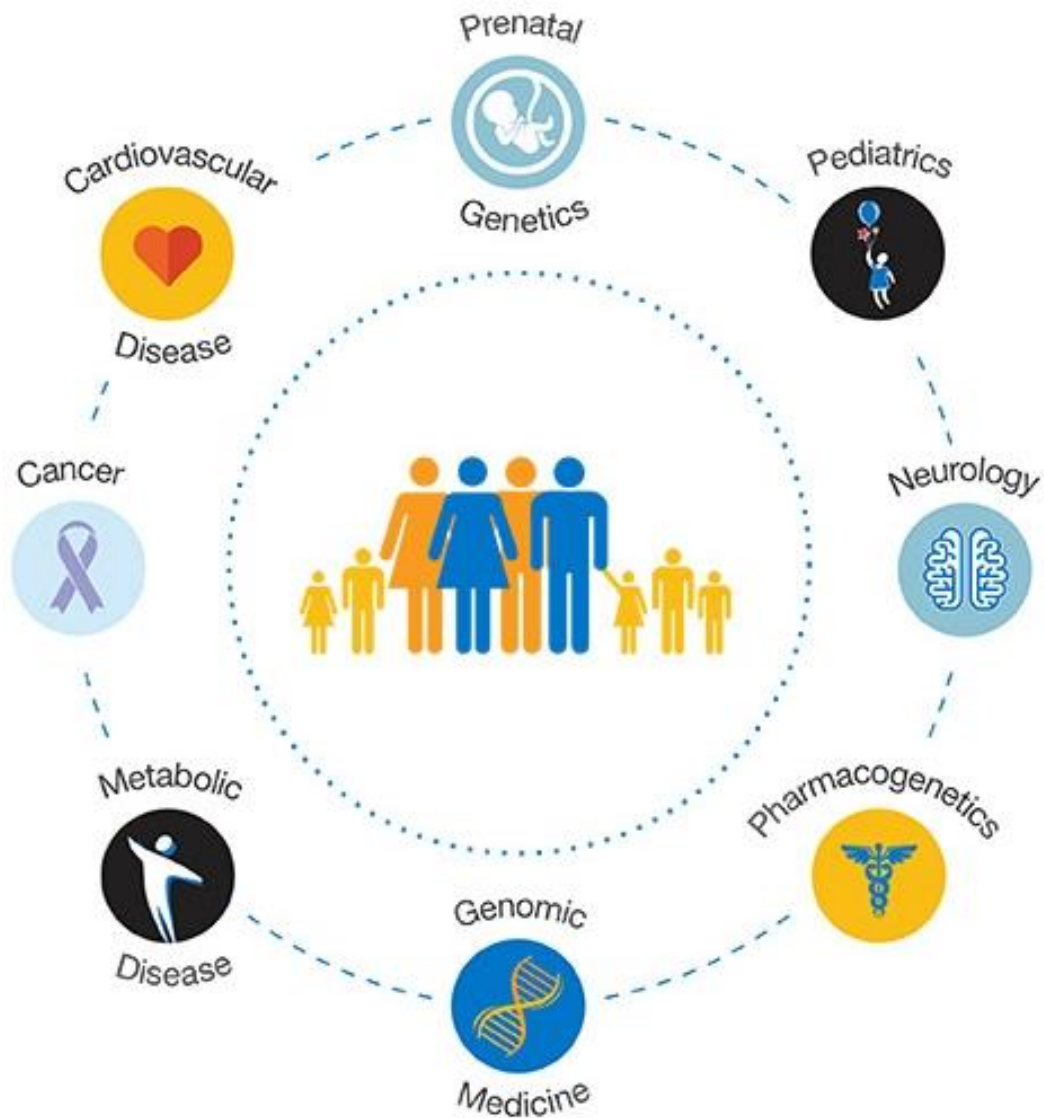 Prenatal
Genetics
Pediatrics
Neurology
Pharmacogenetics
Genomic
Medicine
Metabolic
Disease
Cancer
Cardiovascular
Disease